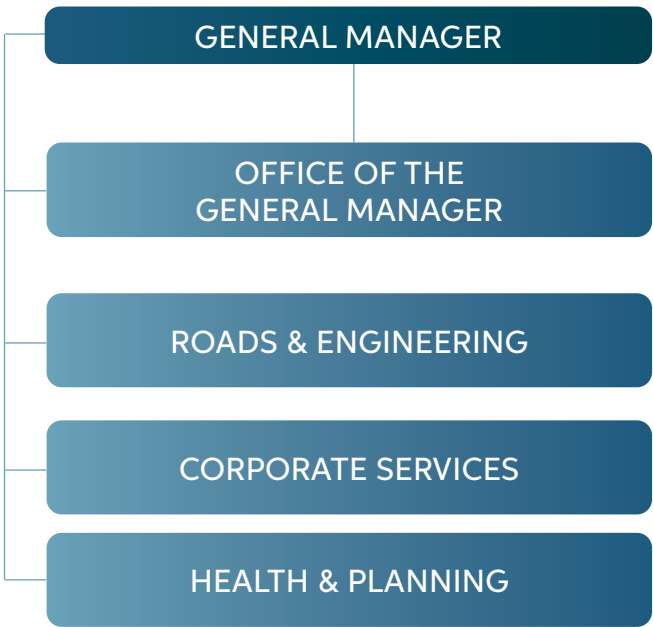 GENERAL MANAGER
OFFICE OF THE
GENERAL MANAGER
ROADS & ENGINEERING
CORPORATE SERVICES
HEALTH & PLANNING